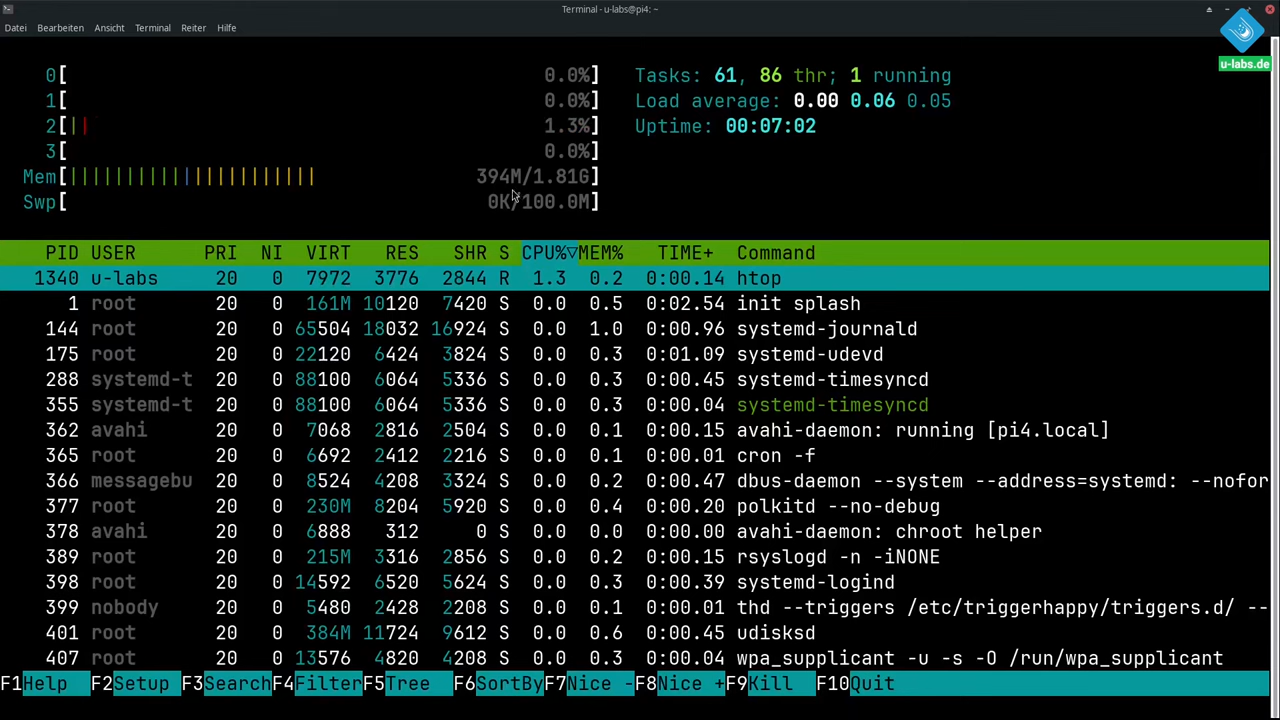 Terminal - u-labs@pi4: ~
Datei Bearbeiten Ansicht Terminal Reiter Hilfe
u-labs.de
0[ 0.0%] Tasks: 61, 86 thr; 1 running
1[ 0.0%] Load average: 0.00 0.06 0.05
2[|| 1.3%] Uptime: 00:07:02
3[ 0.0%]
Mem[|||||||||||||||||||||| 394M/1.81G]
Swp[ 0K/100.0M]
PID USER PRI NI VIRT RES SHR S CPU%▽MEM% TIME+ Command
1340 u-labs 20 0 7972 3776 2844 R 1.3 0.2 0:00.14 htop
1 root 20 0 161M 10120 7420 S 0.0 0.5 0:02.54 init splash
144 root 20 0 65504 18032 16924 S 0.0 1.0 0:00.96 systemd-journald
175 root 20 0 22120 6424 3824 S 0.0 0.3 0:01.09 systemd-udevd
288 systemd-t 20 0 88100 6064 5336 S 0.0 0.3 0:00.45 systemd-timesyncd
355 systemd-t 20 0 88100 6064 5336 S 0.0 0.3 0:00.04 systemd-timesyncd
362 avahi 20 0 7068 2816 2504 S 0.0 0.1 0:00.15 avahi-daemon: running [pi4.local]
365 root 20 0 6692 2412 2216 S 0.0 0.1 0:00.01 cron -f
366 messagebu 20 0 8524 4208 3324 S 0.0 0.2 0:00.47 dbus-daemon --system --address=systemd: --nofor
377 root 20 0 230M 8204 5920 S 0.0 0.4 0:00.20 polkitd --no-debug
378 avahi 20 0 6888 312 0 S 0.0 0.0 0:00.00 avahi-daemon: chroot helper
389 root 20 0 215M 3316 2856 S 0.0 0.2 0:00.15 rsyslogd -n -iNONE
398 root 20 0 14592 6520 5624 S 0.0 0.3 0:00.39 systemd-logind
399 nobody 20 0 5480 2428 2208 S 0.0 0.1 0:00.01 thd --triggers /etc/triggerhappy/triggers.d/ --
401 root 20 0 384M 11724 9612 S 0.0 0.6 0:00.45 udisksd
407 root 20 0 13576 4820 4208 S 0.0 0.3 0:00.04 wpa_supplicant -u -s -O /run/wpa_supplicant
F1Help F2Setup F3SearchF4FilterF5Tree F6SortByF7Nice -F8Nice +F9Kill F10Quit